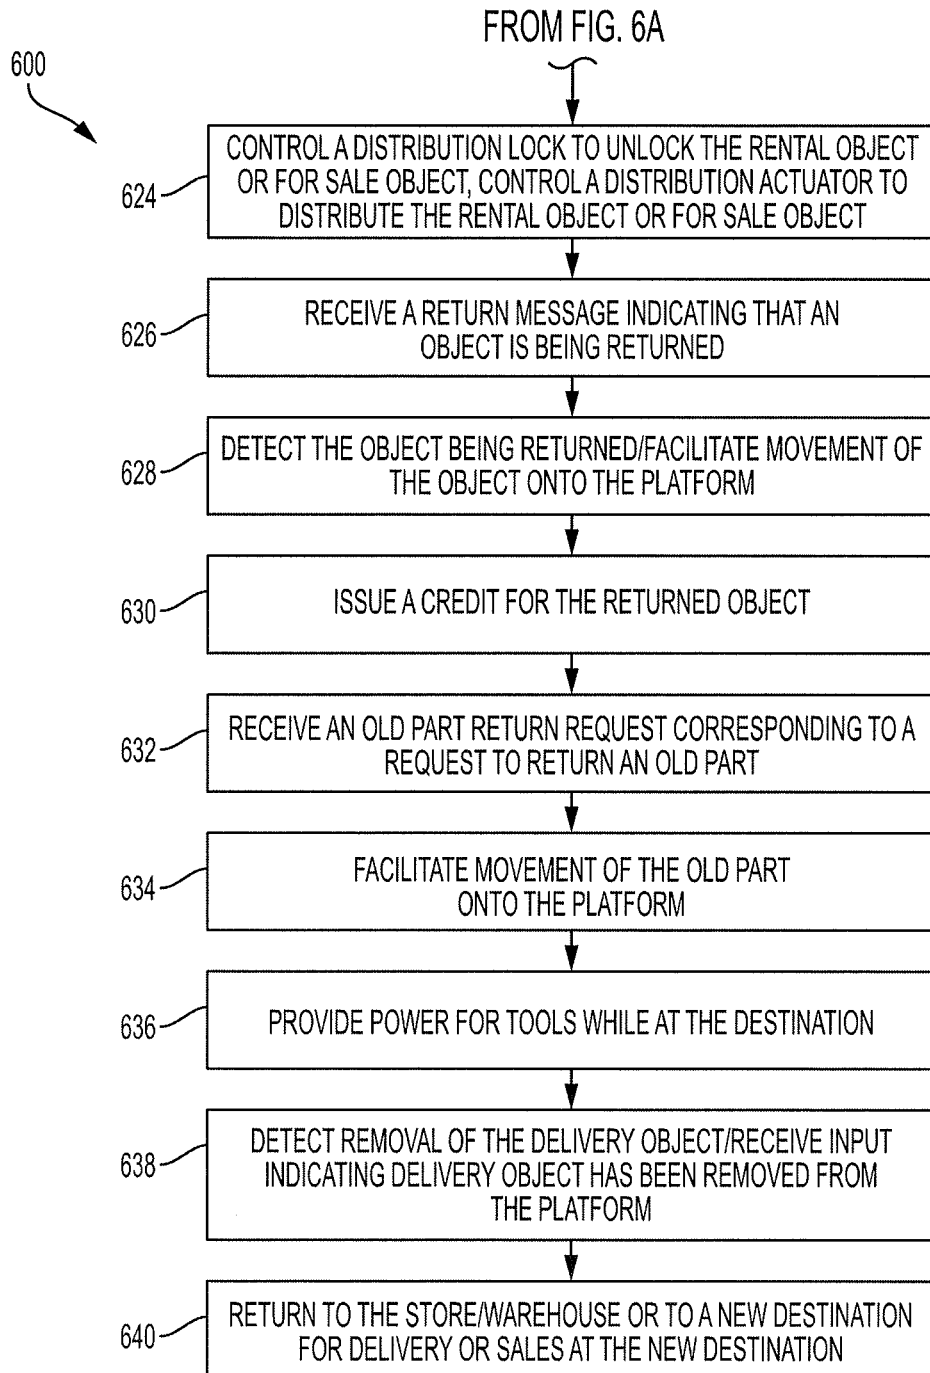 FROM FIG. 6A
600
624
CONTROL A DISTRIBUTION LOCK TO UNLOCK THE RENTAL OBJECT
OR FOR SALE OBJECT, CONTROL A DISTRIBUTION ACTUATOR TO
DISTRIBUTE THE RENTAL OBJECT OR FOR SALE OBJECT
626
RECEIVE A RETURN MESSAGE INDICATING THAT AN
OBJECT IS BEING RETURNED
628
DETECT THE OBJECT BEING RETURNED/FACILITATE MOVEMENT OF
THE OBJECT ONTO THE PLATFORM
630
ISSUE A CREDIT FOR THE RETURNED OBJECT
632
RECEIVE AN OLD PART RETURN REQUEST CORRESPONDING TO A
REQUEST TO RETURN AN OLD PART
634
FACILITATE MOVEMENT OF THE OLD PART
ONTO THE PLATFORM
636
PROVIDE POWER FOR TOOLS WHILE AT THE DESTINATION
638
DETECT REMOVAL OF THE DELIVERY OBJECT/RECEIVE INPUT
INDICATING DELIVERY OBJECT HAS BEEN REMOVED FROM
THE PLATFORM
640
RETURN TO THE STORE/WAREHOUSE OR TO A NEW DESTINATION
FOR DELIVERY OR SALES AT THE NEW DESTINATION